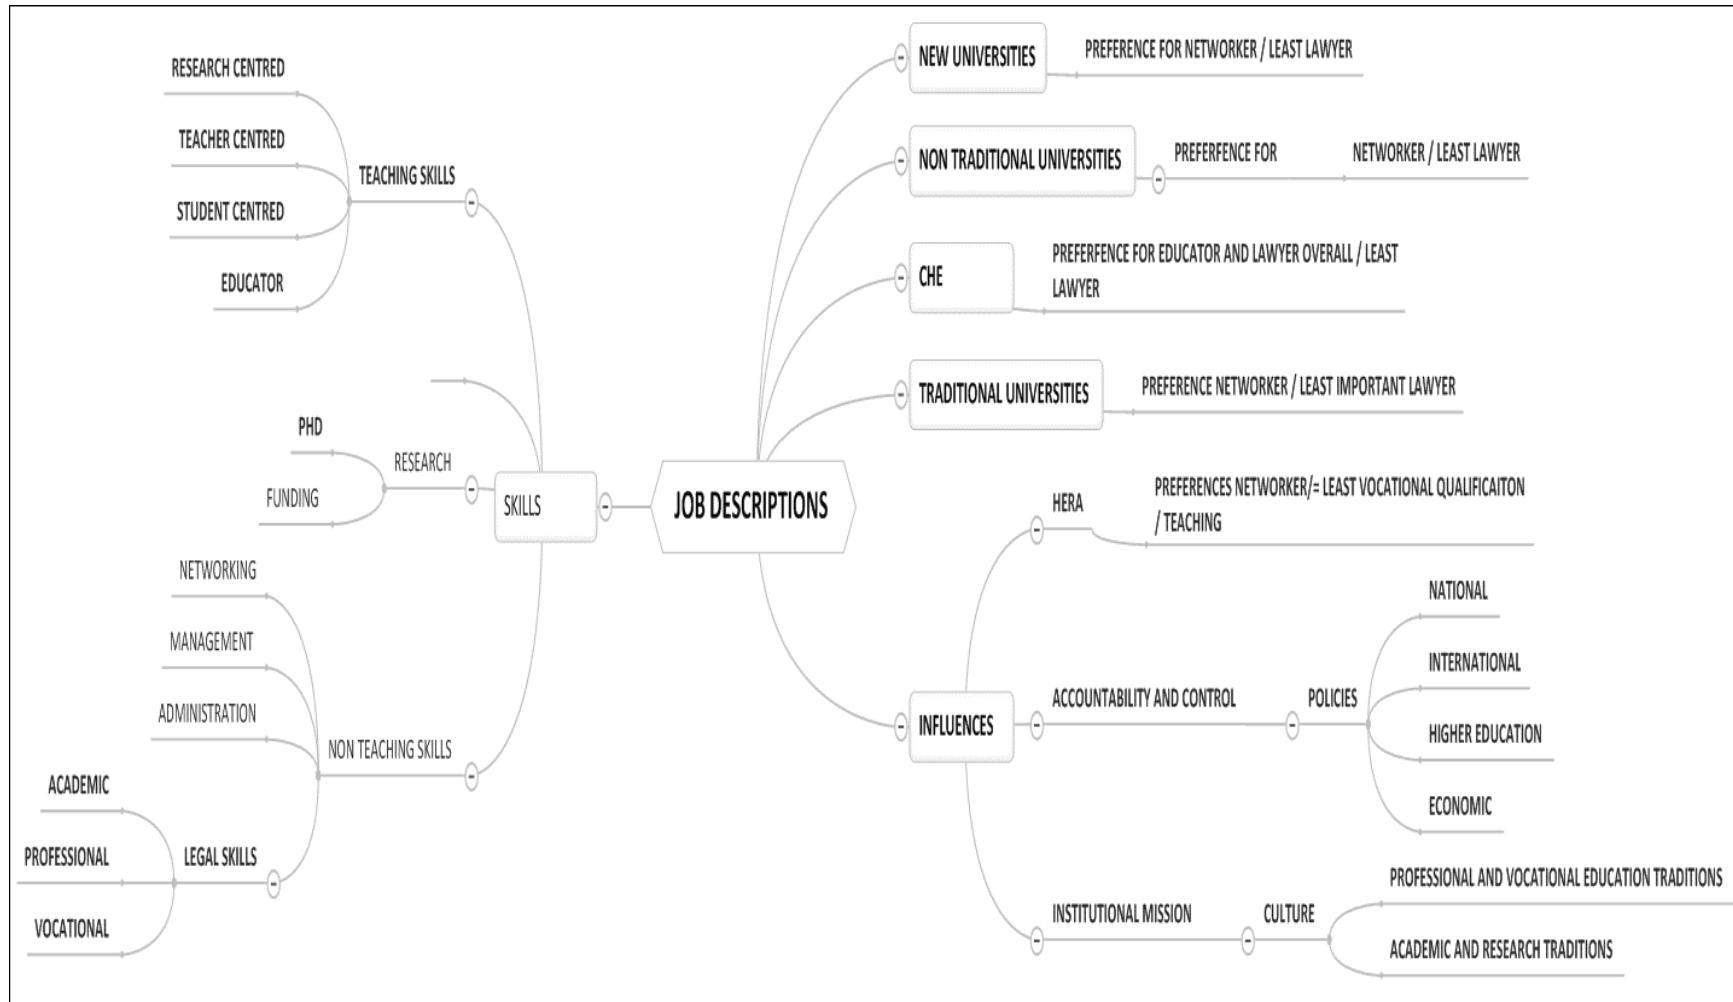 RESEARCH CENTRED
TEACHER CENTRED
STUDENT CENTRED
EDUCATOR
TEACHING SKILLS
PHD
FUNDING
RESEARCH
NETWORKING
MANAGEMENT
ADMINISTRATION
ACADEMIC
PROFESSIONAL
VOCATIONAL
LEGAL SKILLS
NON TEACHING SKILLS
SKILLS
JOB DESCRIPTIONS
NEW UNIVERSITIES
PREFERENCE FOR NETWORKER / LEAST LAWYER
NON TRADITIONAL UNIVERSITIES
PREFERFENCE FOR
NETWORKER / LEAST LAWYER
CHE
PREFERFENCE FOR EDUCATOR AND LAWYER OVERALL / LEAST
LAWYER
TRADITIONAL UNIVERSITIES
PREFERENCE NETWORKER / LEAST IMPORTANT LAWYER
INFLUENCES
HERA
PREFERENCES NETWORKER/= LEAST VOCATIONAL QUALIFICAITON
/ TEACHING
ACCOUNTABILITY AND CONTROL
POLICIES
NATIONAL
INTERNATIONAL
HIGHER EDUCATION
ECONOMIC
INSTITUTIONAL MISSION
CULTURE
PROFESSIONAL AND VOCATIONAL EDUCATION TRADITIONS
ACADEMIC AND RESEARCH TRADITIONS